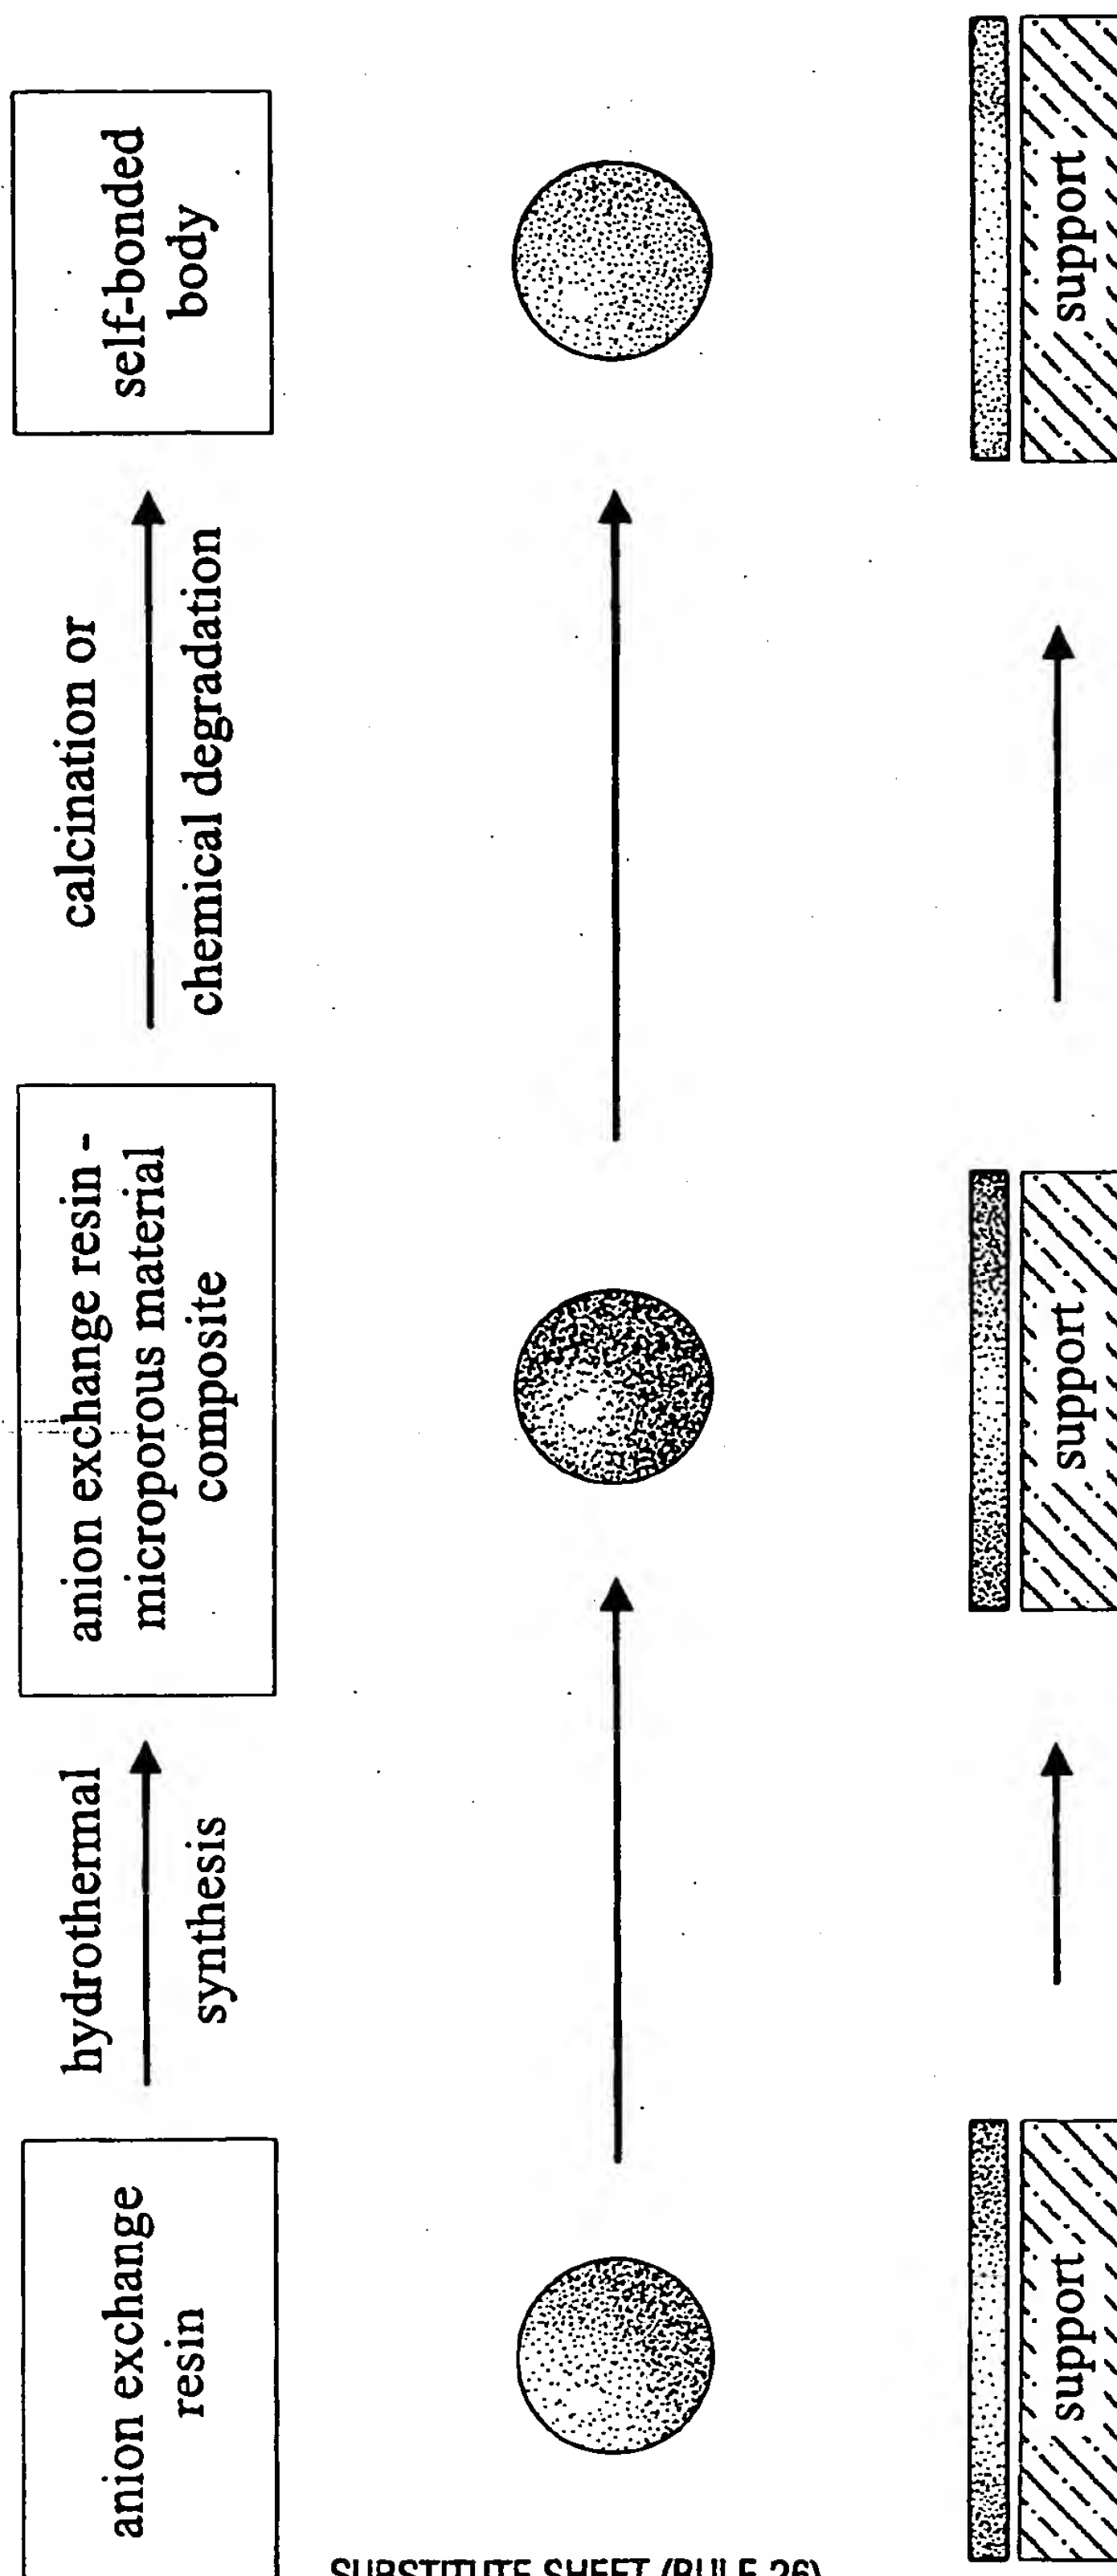 anion exchange
resin
hydrothermal
synthesis
anion exchange resin -
microporous material
composite
calcination or
chemical degradation
self-bonded
body
support
support
support
SUBSTITUTE SHEET (RULE 26)